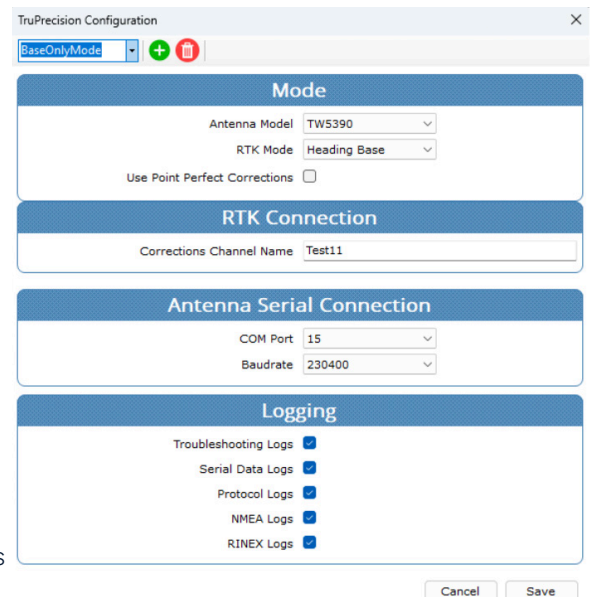 TruPrecision Configuration
BaseOnlyMode
Mode
Antenna Model TW5390
RTK Mode Heading Base
Use Point Perfect Corrections
RTK Connection
Corrections Channel Name Test11
Antenna Serial Connection
COM Port 15
Baudrate 230400
Logging
Troubleshooting Logs
Serial Data Logs
Protocol Logs
NMEA Logs
RINEX Logs
s
Cancel Save